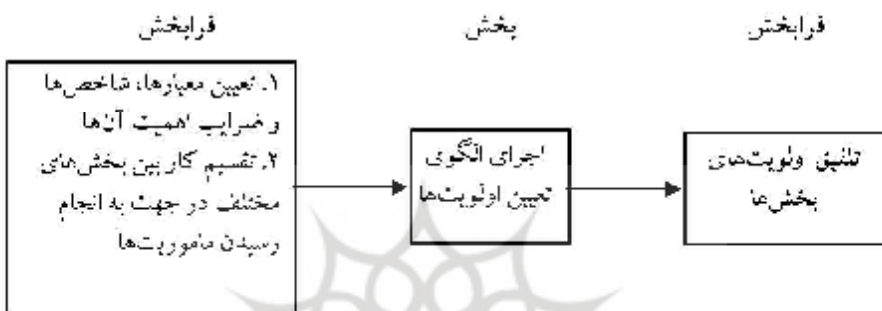 فرابخش
بخش
فرابخش
۱. تعیین معیارها، شاخص‌ها
و ضرایب اهمیت آن‌ها
۲. تقسیم کار بین بخش‌های
مختلف در جهت به انجام
رسیدن ماموریت‌ها
اجرای الگوی
تعیین اولویت‌ها
تلفیق اولویت‌های
بخش‌ها